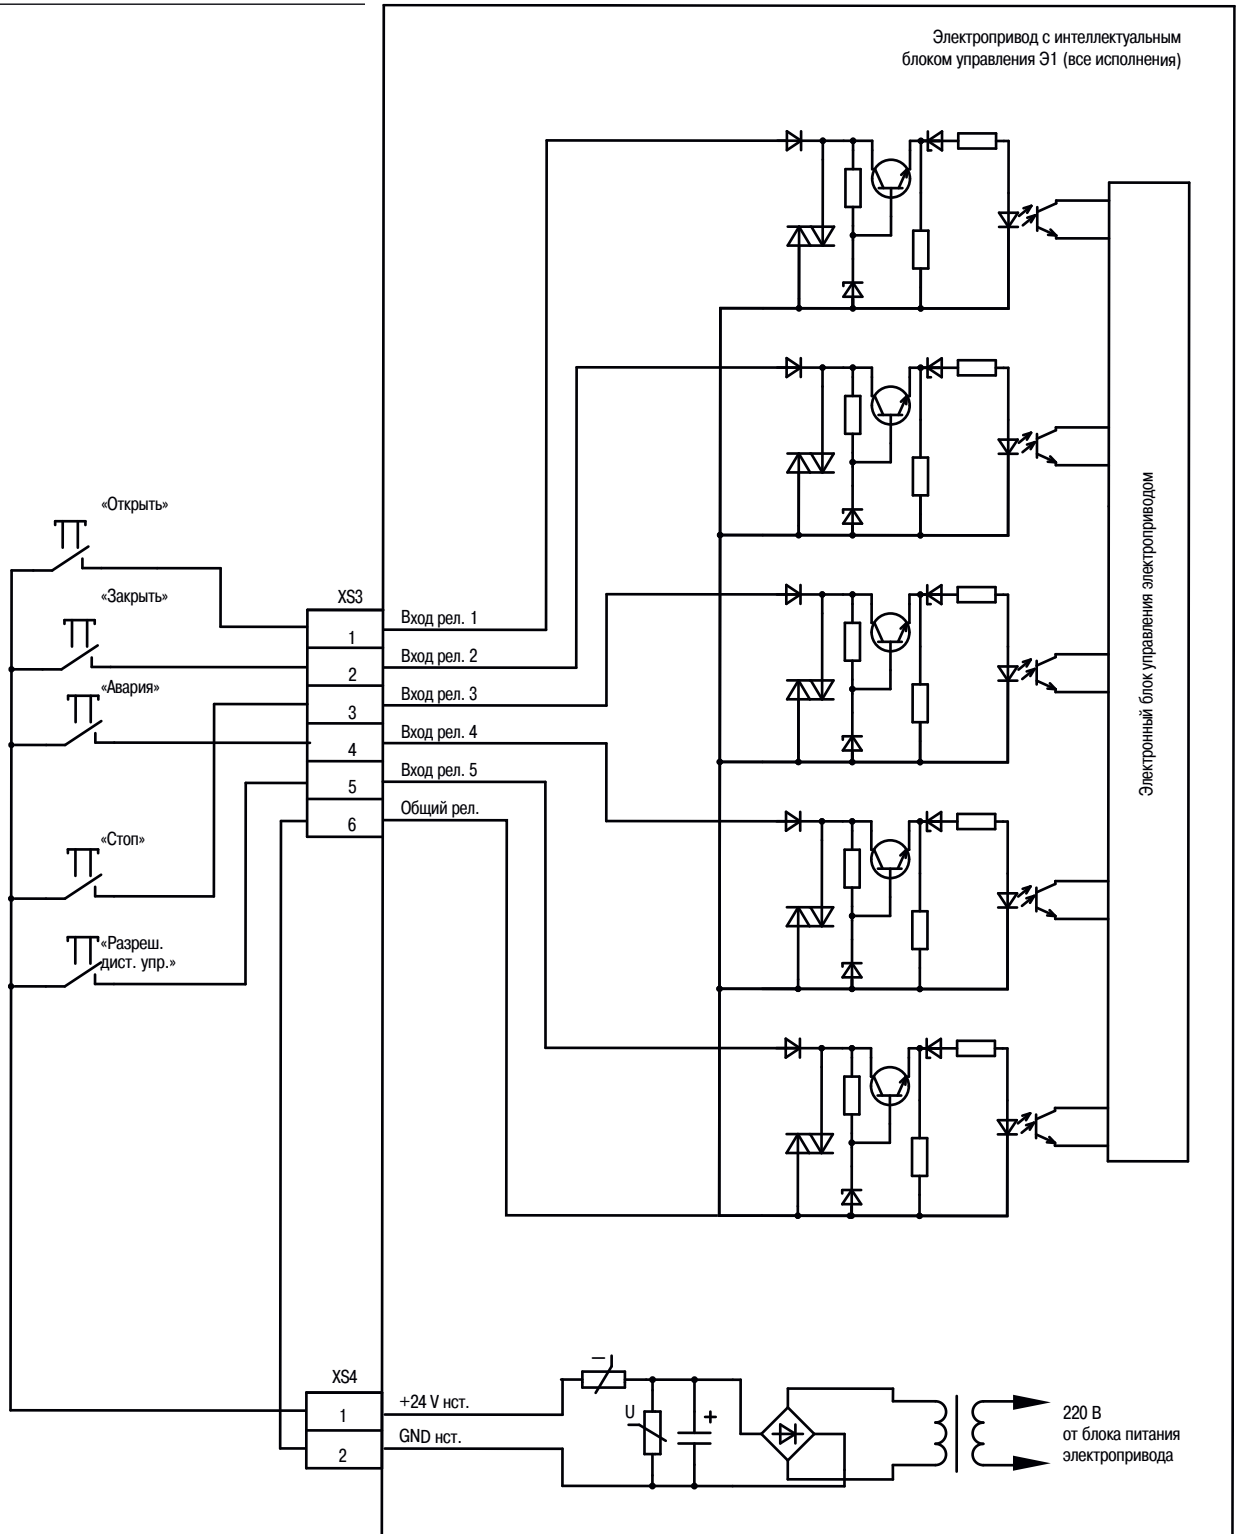 Электропривод с интеллектуальным
блоком управления Э1 (все исполнения)
«Открыть»
«Закрыть»
«Авария»
«Стоп»
«Разреш.
дист. упр.»
XS3
1
2
3
4
5
6
Вход рел. 1
Вход рел. 2
Вход рел. 3
Вход рел. 4
Вход рел. 5
Общий рел.
Электронный блок управления электроприводом
XS4
1
2
+24 V нст.
GND нст.
U
+
220 В
от блока питания
электропривода